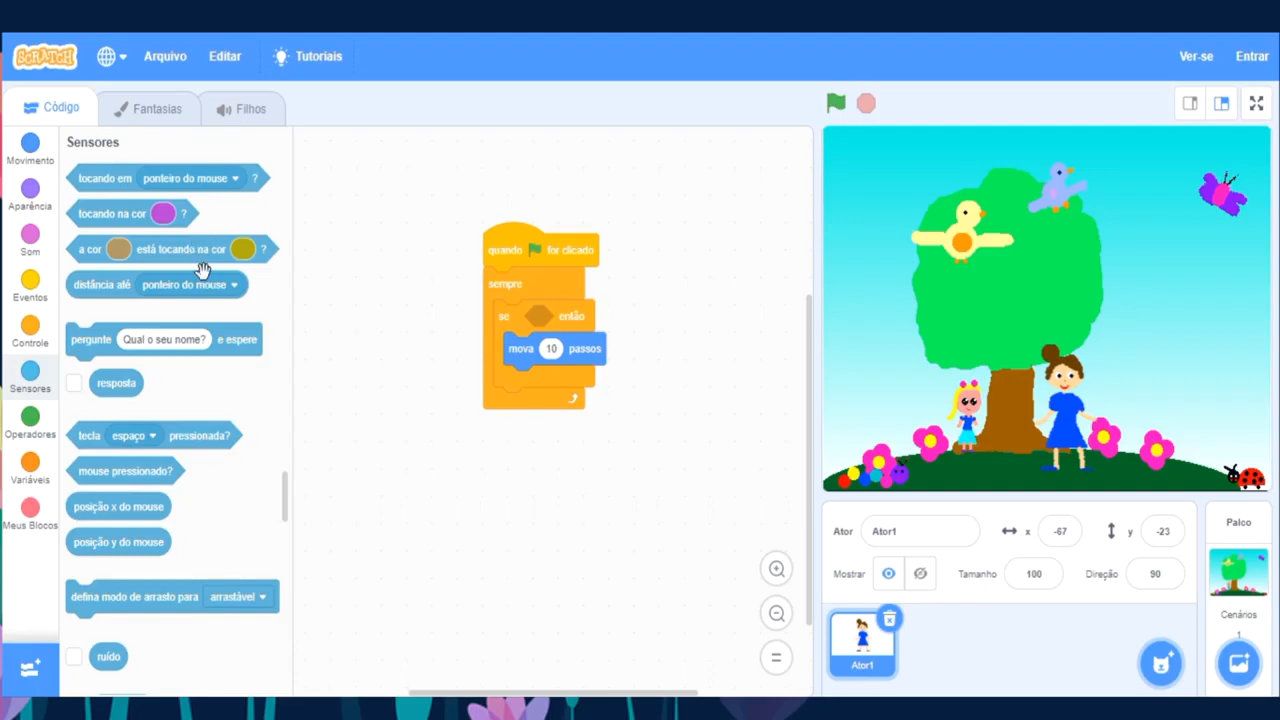 SCRATCH
Arquivo
Editar
Tutoriais
Ver-se
Entrar
Código
Fantasias
Filhos
Movimento
Aparência
Som
Eventos
Controle
Sensores
Operadores
Variáveis
Meus Blocos
Sensores
tocando em ponteiro do mouse ?
tocando na cor ?
a cor está tocando na cor ?
distância até ponteiro do mouse
pergunte Qual o seu nome? e espere
resposta
tecla espaço pressionada?
mouse pressionado?
posição x do mouse
posição y do mouse
defina modo de arrasto para arrastável
ruído
quando for clicado
sempre
se então
mova 10 passos
Ator Ator1 x -67 y -23
Mostrar Tamanho 100 Direção 90
Ator1
Palco
Cenários
1